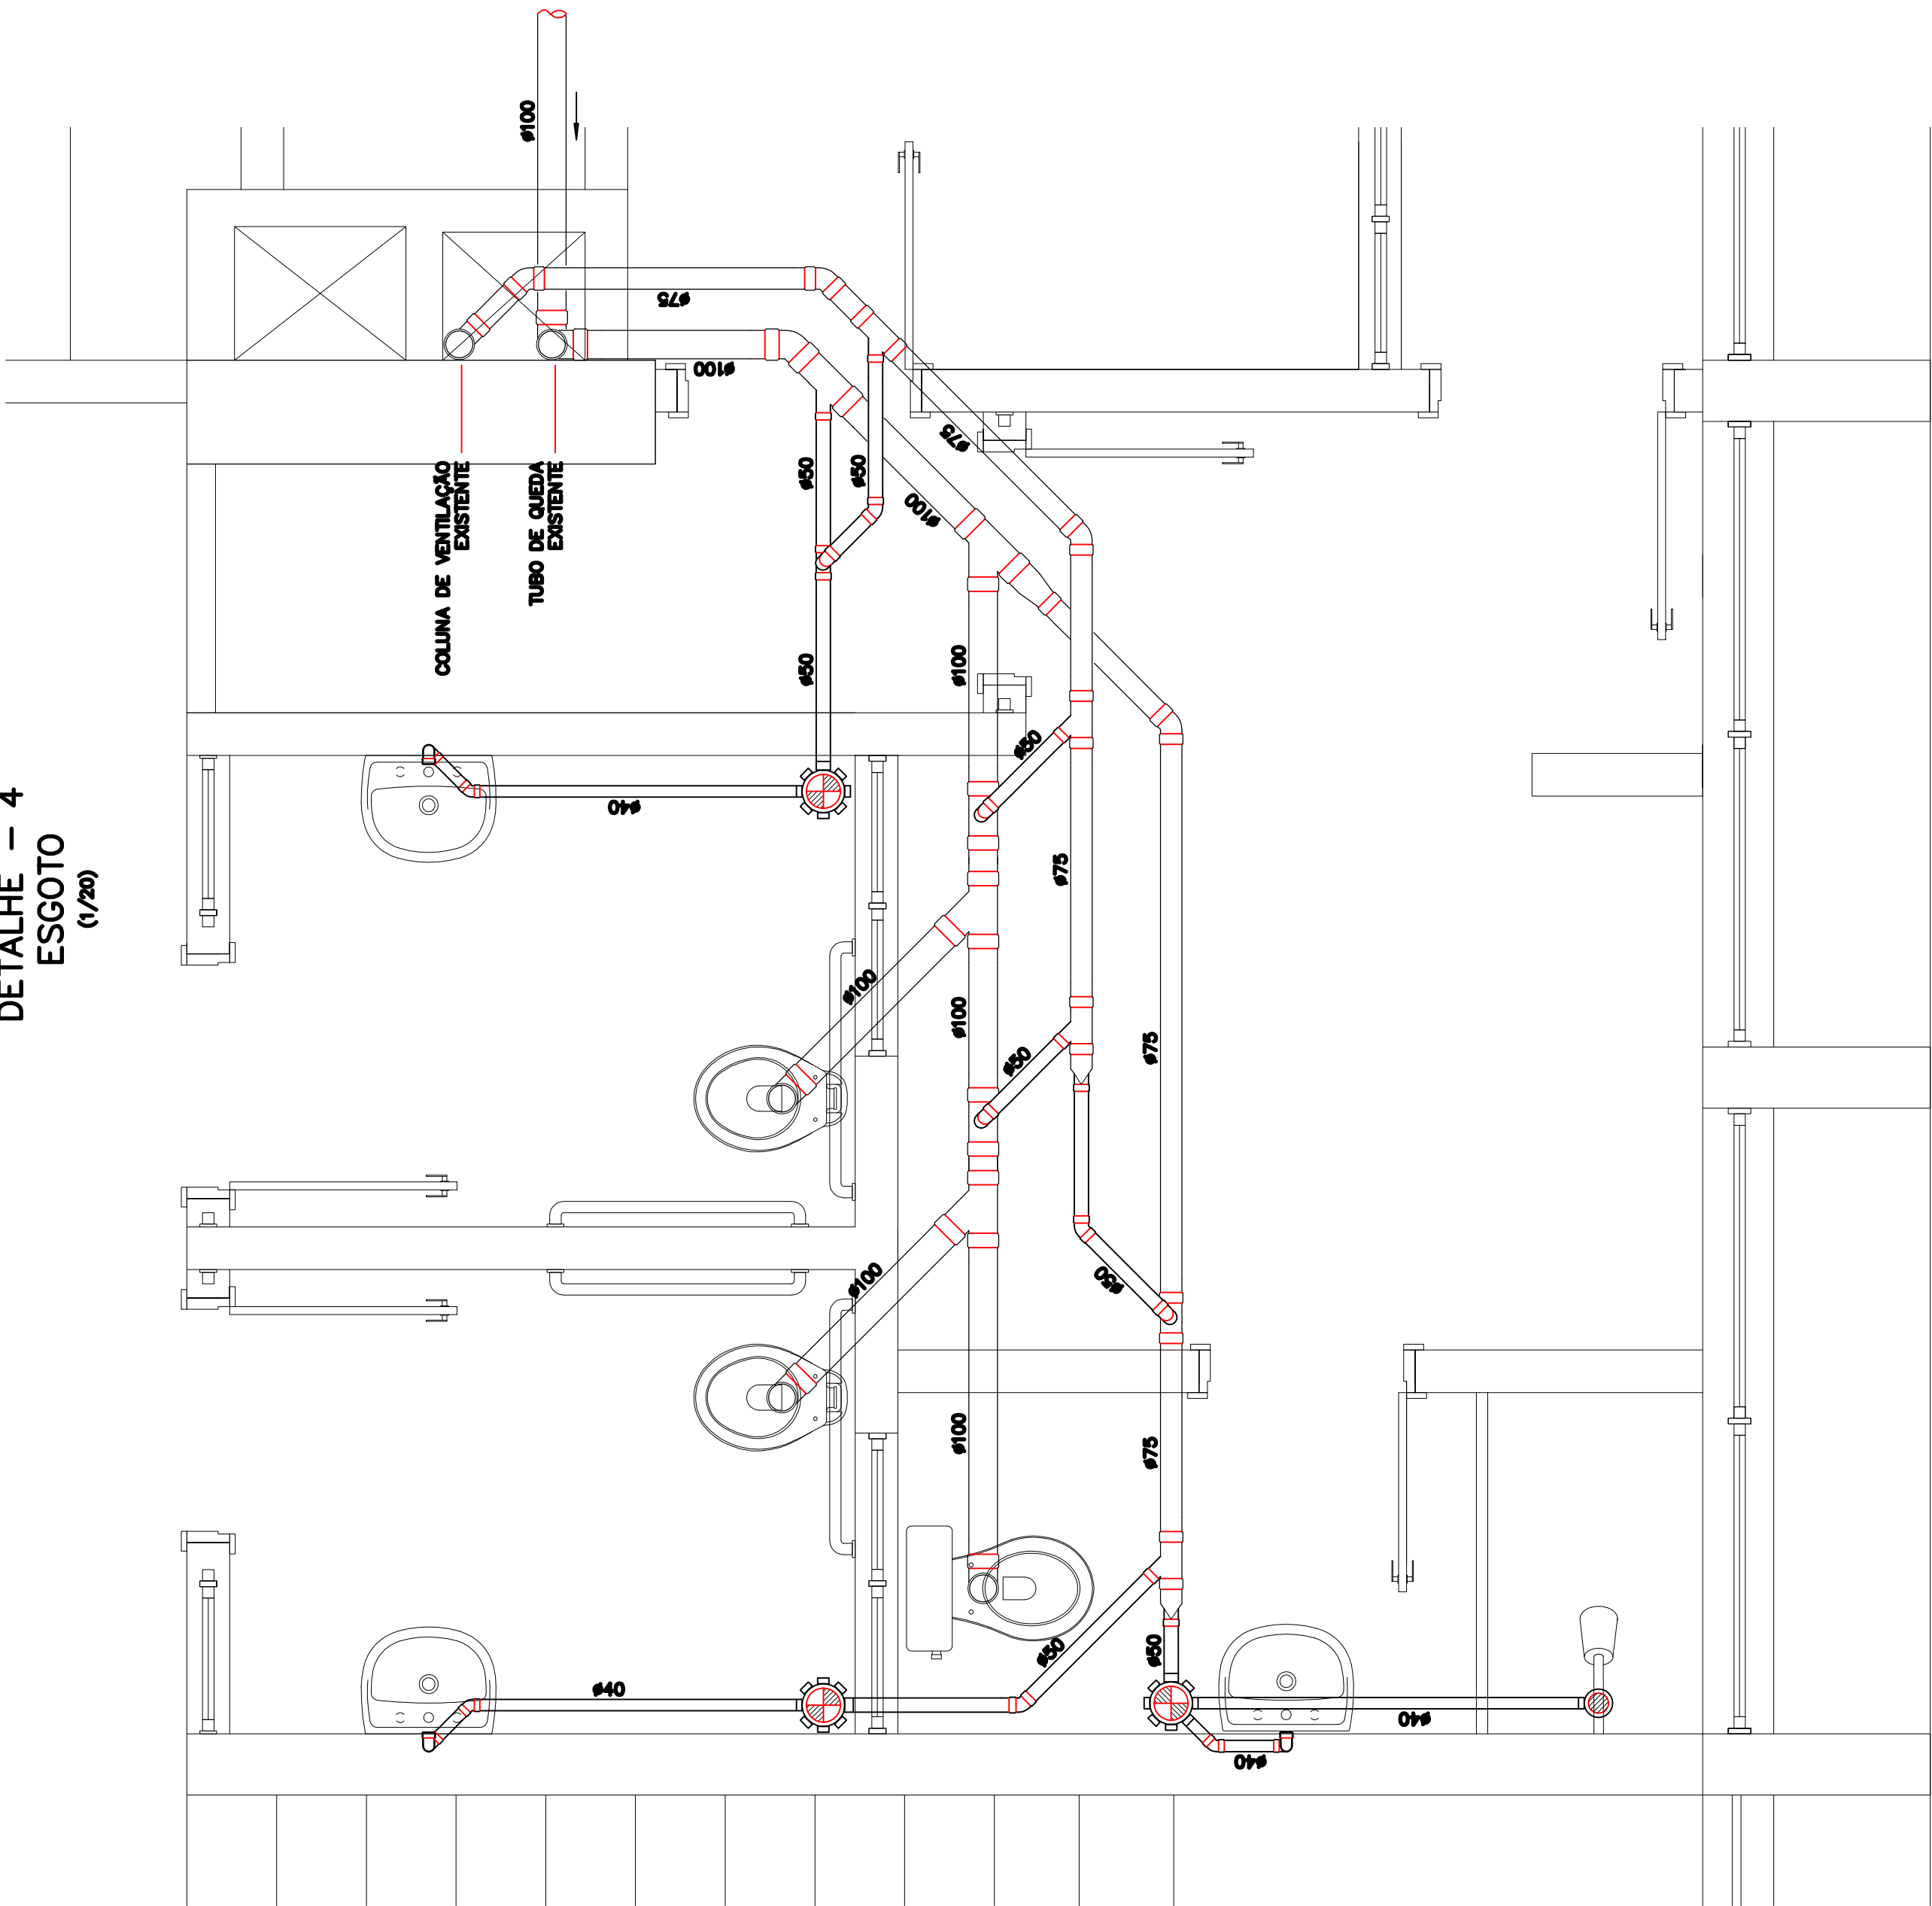 DETALHE – 4
ESGOTO
(1/20)
ø100
ø75
ø100
COLUNA DE VENTILAÇÃO
EXISTENTE
TUBO DE QUEDA
EXISTENTE
ø50
ø50
ø75
ø100
ø50
ø100
ø50
ø40
ø75
ø100
ø100
ø50
ø75
ø100
ø50
ø100
ø75
ø50
ø50
ø40
ø40
ø40